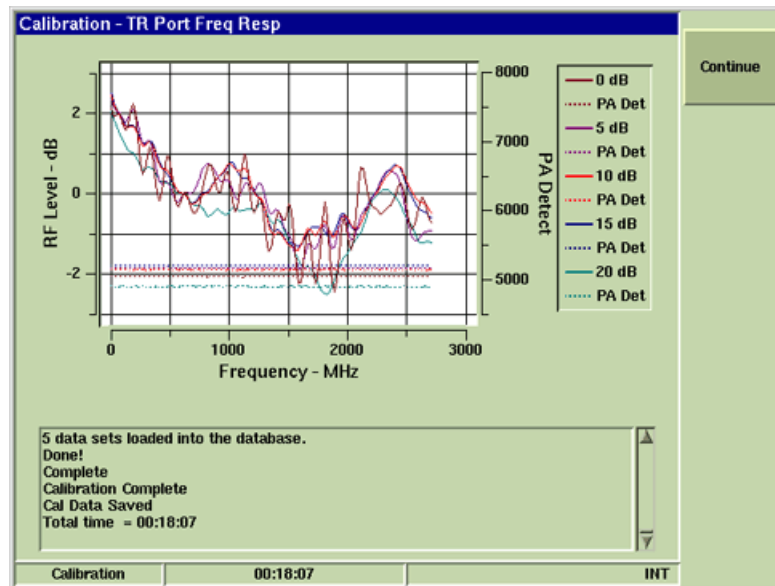 Calibration - TR Port Freq Resp
Continue
RF Level - dB
2
0
-2
8000
7000
6000
5000
PA Detect
0 dB
PA Det
5 dB
PA Det
10 dB
PA Det
15 dB
PA Det
20 dB
PA Det
0
1000
2000
3000
Frequency - MHz
5 data sets loaded into the database.
Done!
Complete
Calibration Complete
Cal Data Saved
Total time = 00:18:07
Calibration
00:18:07
INT